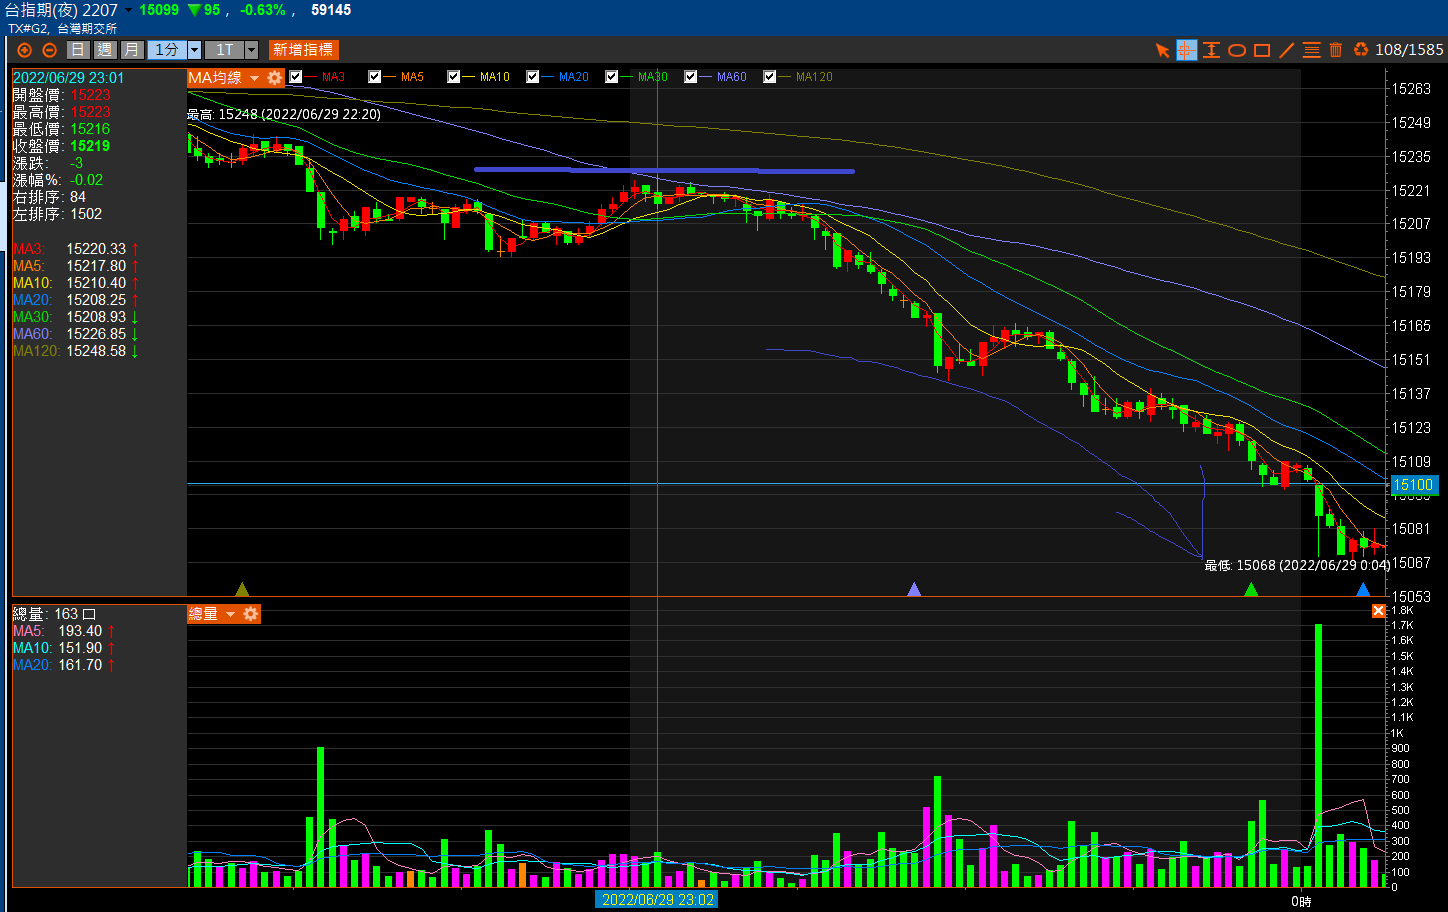 台指期(夜) 2207 15099 ▼95 , -0.63% , 59145
TX#G2, 台灣期交所
日 週 月 1分 1T 新增指標 108/1585
2022/06/29 23:01
開盤價: 15223
最高價: 15223
最低價: 15216
收盤價: 15219
漲跌: -3
漲幅%: -0.02
右排序: 84
左排序: 1502
MA3: 15220.33 ↑
MA5: 15217.80 ↑
MA10: 15210.40 ↑
MA20: 15208.25 ↑
MA30: 15208.93 ↓
MA60: 15226.85 ↓
MA120: 15248.58 ↓
MA均線 MA3 MA5 MA10 MA20 MA30 MA60 MA120
最高: 15248 (2022/06/29 22:20)
最低: 15068 (2022/06/29 0:04)
15263
15249
15235
15221
15207
15193
15179
15165
15151
15137
15123
15109
15100
15081
15067
15053
總量: 163 口
MA5: 193.40 ↑
MA10: 151.90 ↑
MA20: 161.70 ↑
總量
1.8K
1.7K
1.6K
1.5K
1.4K
1.3K
1.2K
1.1K
1K
900
800
700
600
500
400
300
200
100
0
2022/06/29 23:02
0時